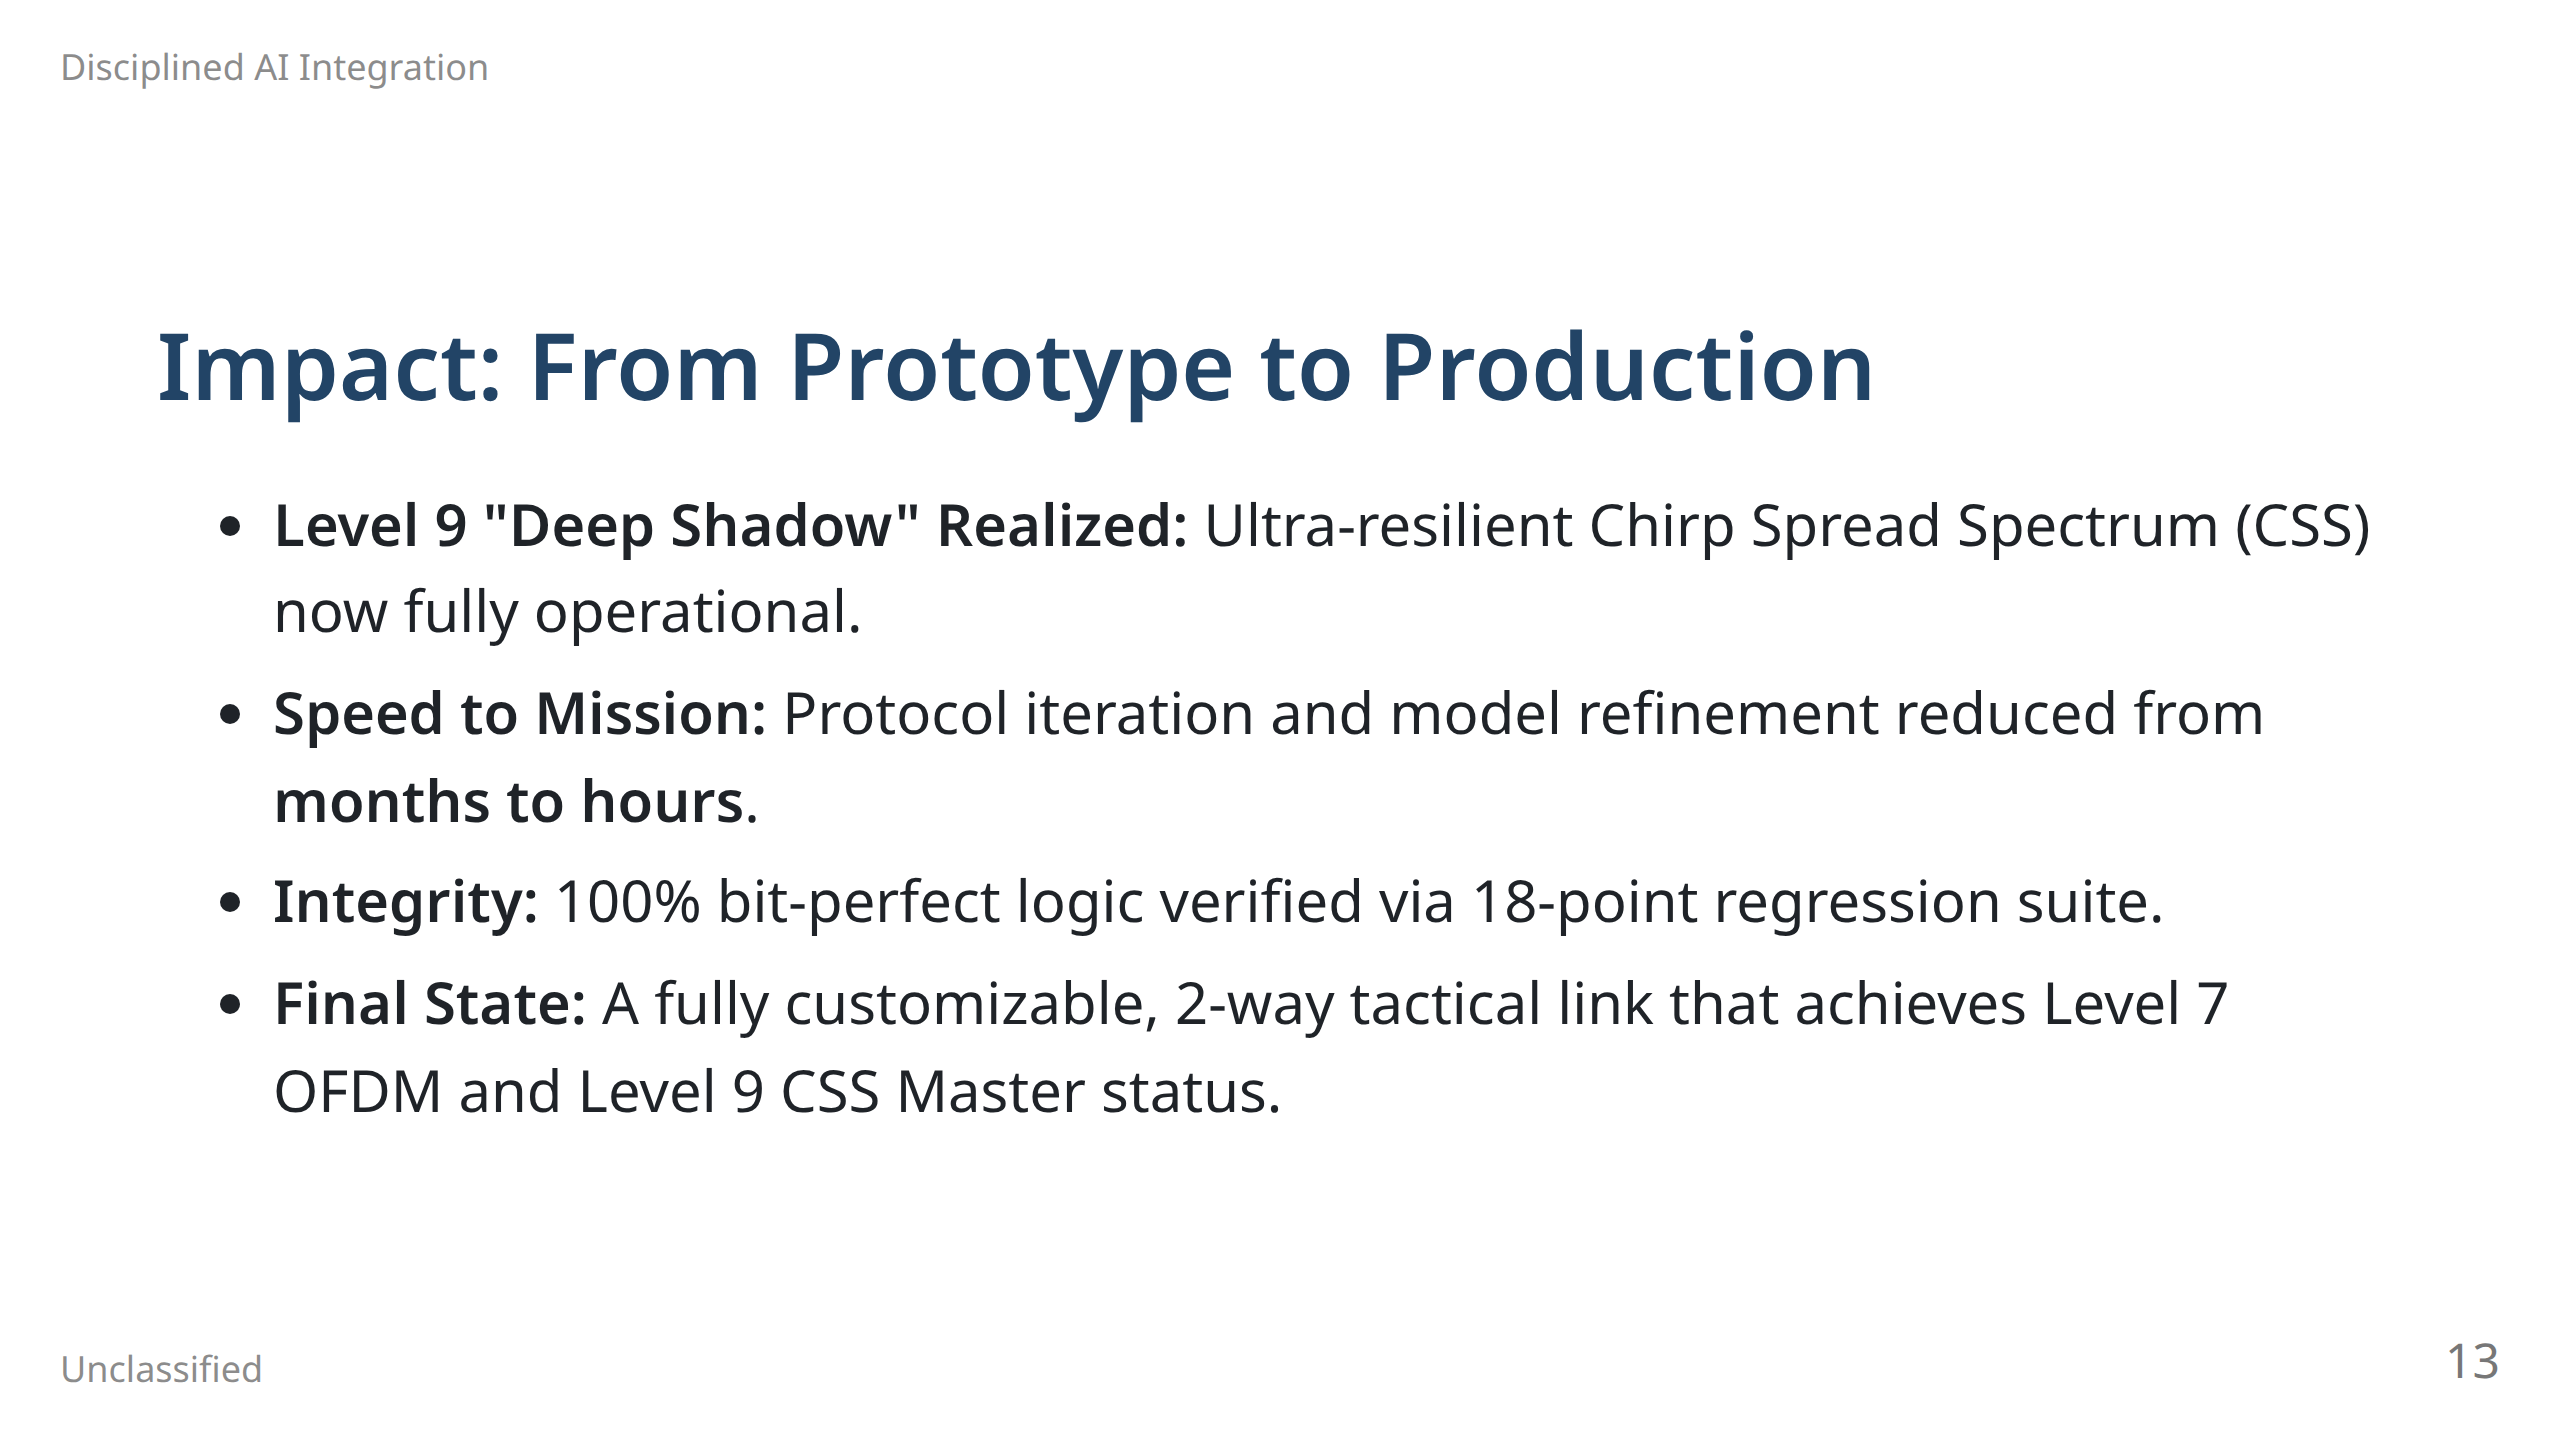 Disciplined AI Integration
Impact: From Prototype to Production
• Level 9 "Deep Shadow" Realized: Ultra-resilient Chirp Spread Spectrum (CSS)
now fully operational.
• Speed to Mission: Protocol iteration and model refinement reduced from
months to hours.
• Integrity: 100% bit-perfect logic verified via 18-point regression suite.
• Final State: A fully customizable, 2-way tactical link that achieves Level 7
OFDM and Level 9 CSS Master status.
Unclassified
13